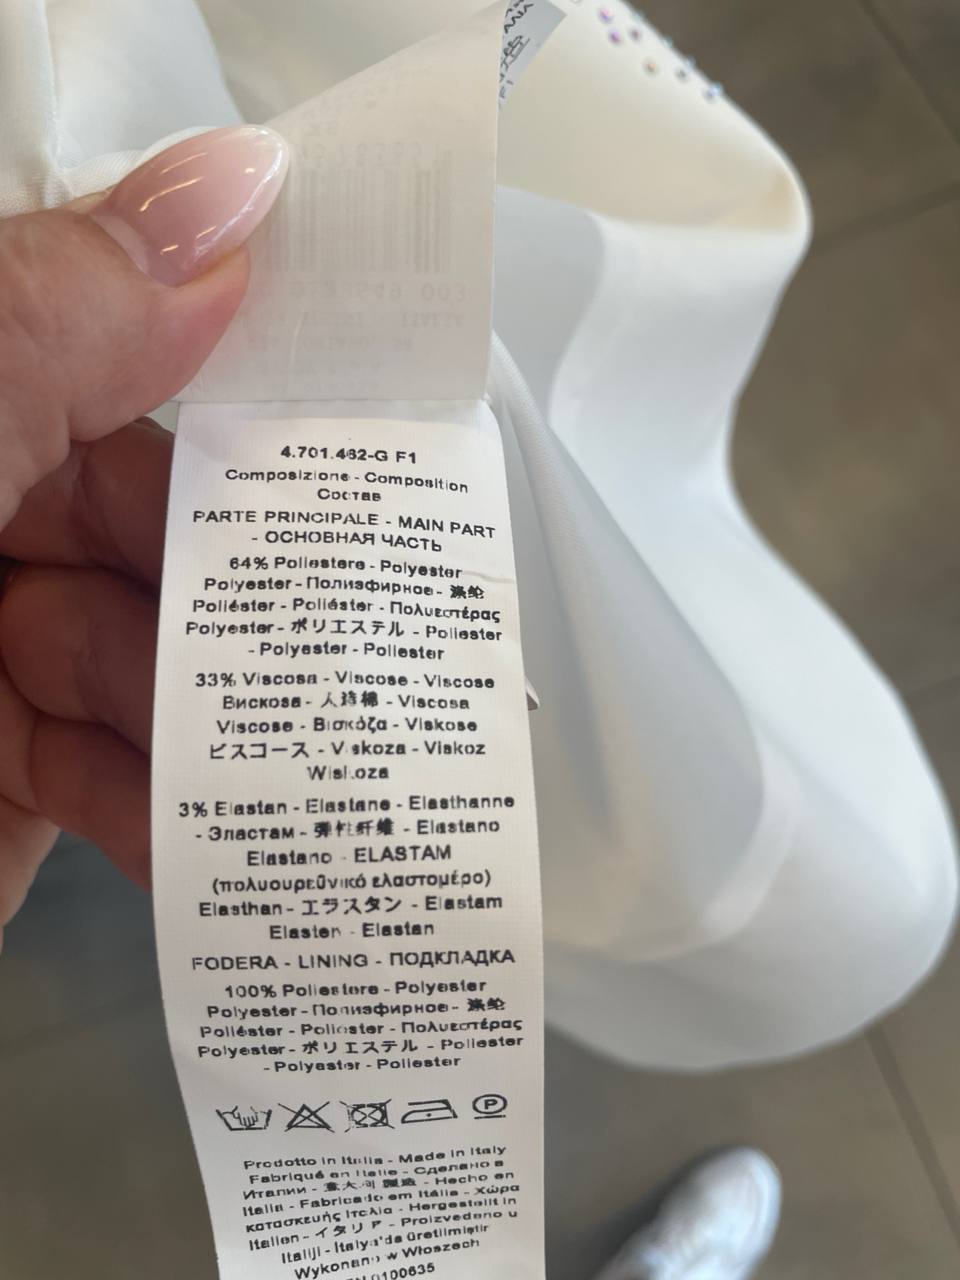 4.701.462-G F1
Composizione - Composition
Состав
PARTE PRINCIPALE - MAIN PART
- ОСНОВНАЯ ЧАСТЬ
64% Poliestere - Polyester
Polyester - Полиэфирное - 涤纶
Poliéster - Poliéster - Πολυεστέρας
Polyester - ポリエステル - Poliester
- Polyester - Poliester
33% Viscosa - Viscose - Viscose
Вискоза - 人造棉 - Viscosa
Viscose - Βισκόζα - Viskose
ビスコース - Viskoza - Viskoz
Wiskoza
3% Elastan - Elastane - Elasthanne
- Эластам - 弹性纤维 - Elastano
Elastano - ELASTAM
(πολυουρεϋνικό ελαστομέρο)
Elasthan - エラスタン - Elastam
Elasten - Elastan
FODERA - LINING - ПОДКЛАДКА
100% Poliestere - Polyester
Polyester - Полиэфирное - 涤纶
Poliéster - Poliester - Πολυεστέρας
Polyester - ポリエステル - Poliester
- Polyester - Poliester
P
Prodotto in Italia - Made in Italy
Fabriqué en Italie - Сделано в
Италии - 意大利 製造 - Hecho en
Italia - Fabricado em Itália - Χώρα
κατασκευής Ιταλία - Hergestellt in
Italien - イタリア - Proizvedeno u
Italiji - Italya'da üretilmiştir
Wykonano w Włoszech
0100635